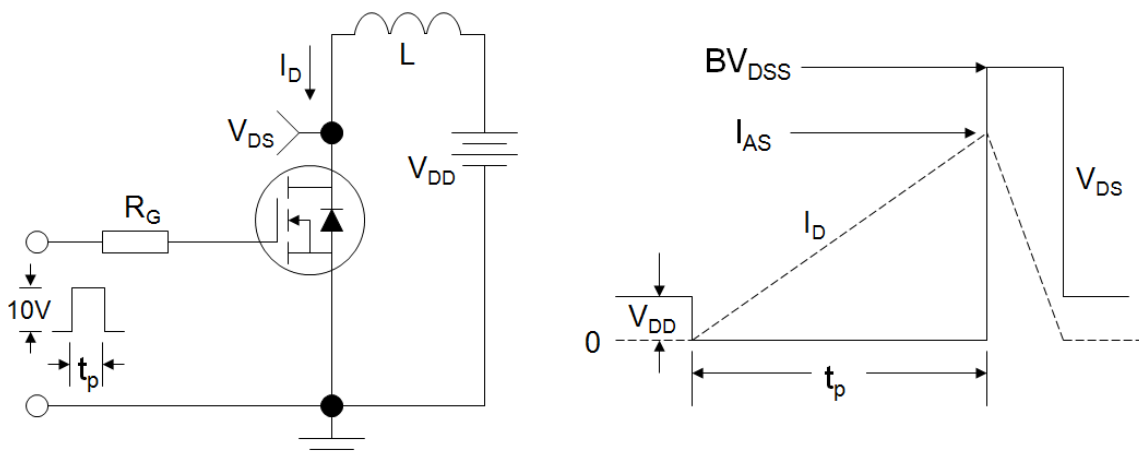 I_D
L
V_DS
V_DD
R_G
10V
t_p
BV_DSS
I_AS
V_DS
I_D
V_DD
0
t_p